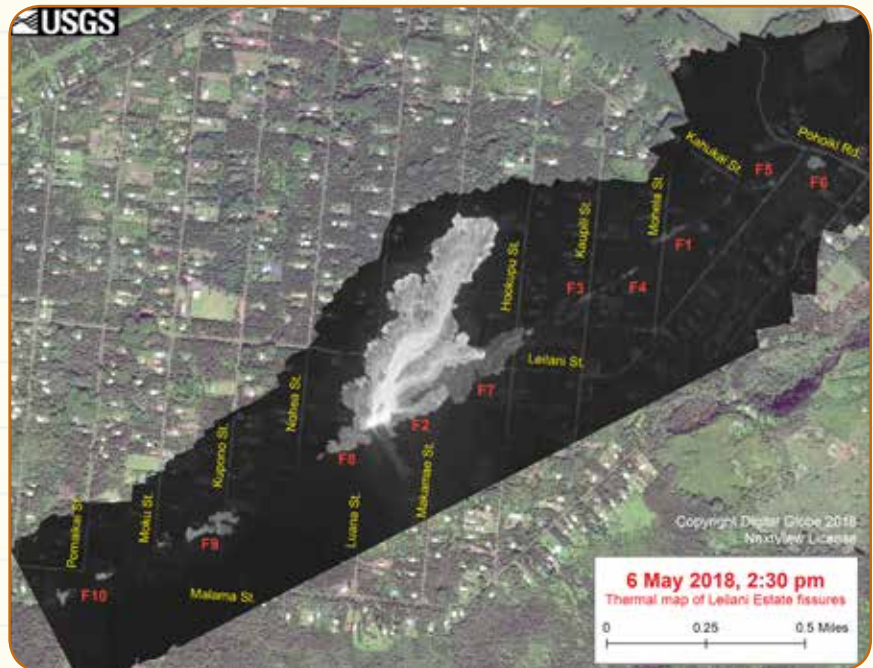 USGS
Pohoiki Rd.
Kahukai St.
F5
F6
Mohela St.
Kaupili St.
Hookupu St.
F1
F3
F4
Leilani St.
F7
F2
F8
Nohea St.
Kupono St.
Makamae St.
Luana St.
Moku St.
Pomaikai St.
F9
F10
Malama St.
Copyright Digital Globe 2018
Nextview License
6 May 2018, 2:30 pm
Thermal map of Leilani Estate fissures
0 0.25 0.5 Miles